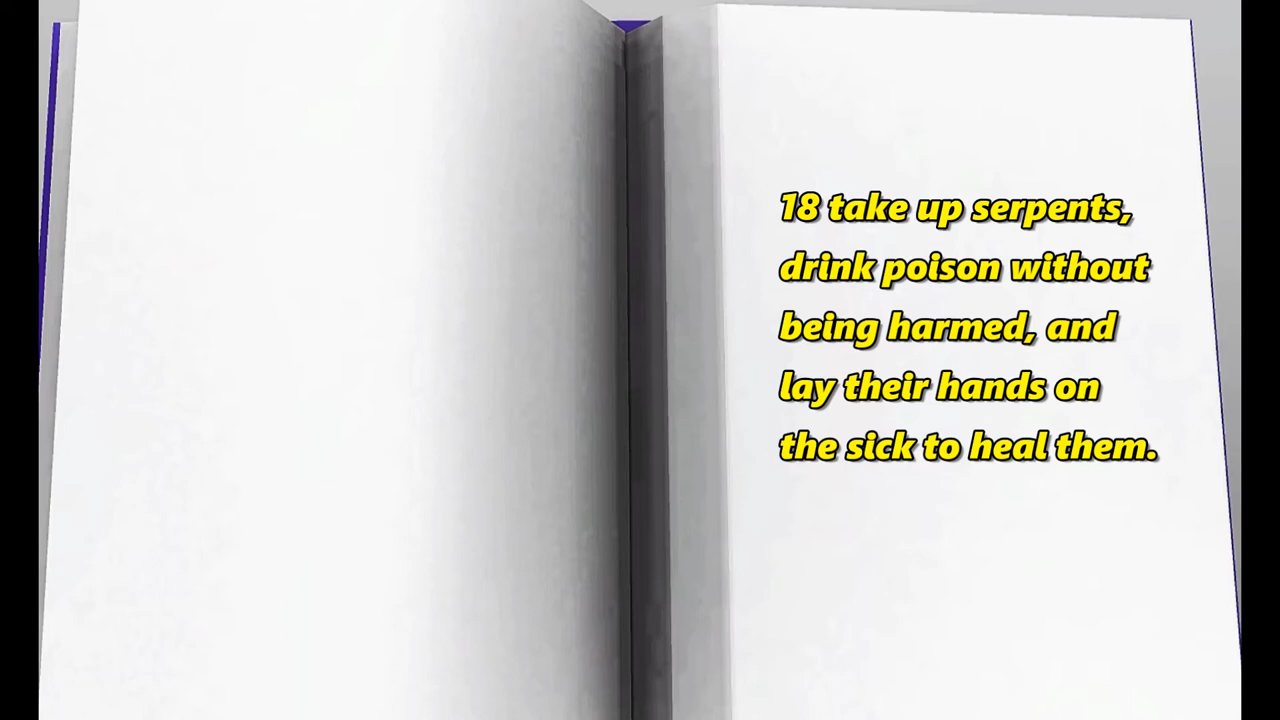 18 take up serpents,
drink poison without
being harmed, and
lay their hands on
the sick to heal them.